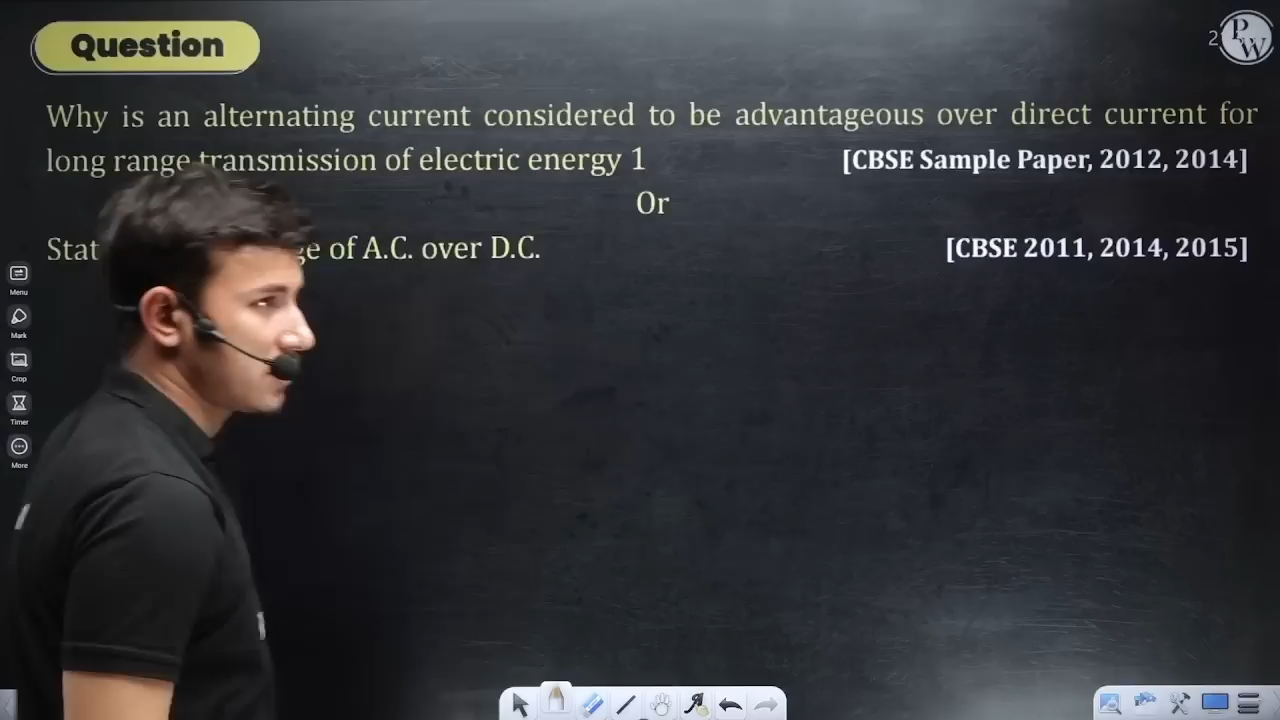 Question
2
PW
Why is an alternating current considered to be advantageous over direct current for
long range transmission of electric energy 1 [CBSE Sample Paper, 2012, 2014]
Or
of A.C. over D.C. [CBSE 2011, 2014, 2015]
Menu
Mark
Crop
Timer
More